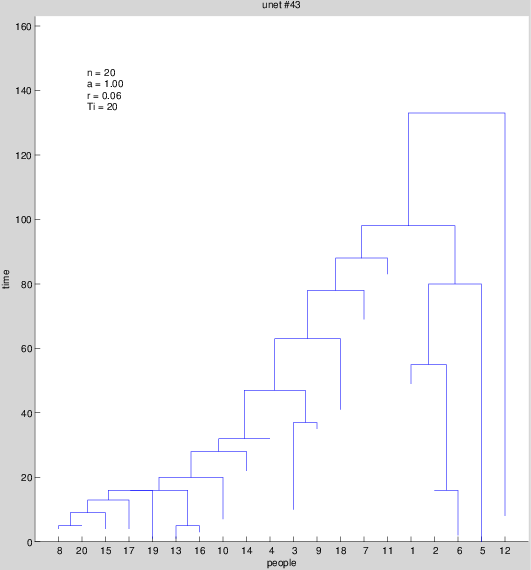 unet #43
160
n = 20
a = 1.00
r = 0.06
Ti = 20
140
120
100
80
60
40
20
0
time
8 20 15 17 19 13 16 10 14 4 3 9 18 7 11 1 2 6 5 12
people